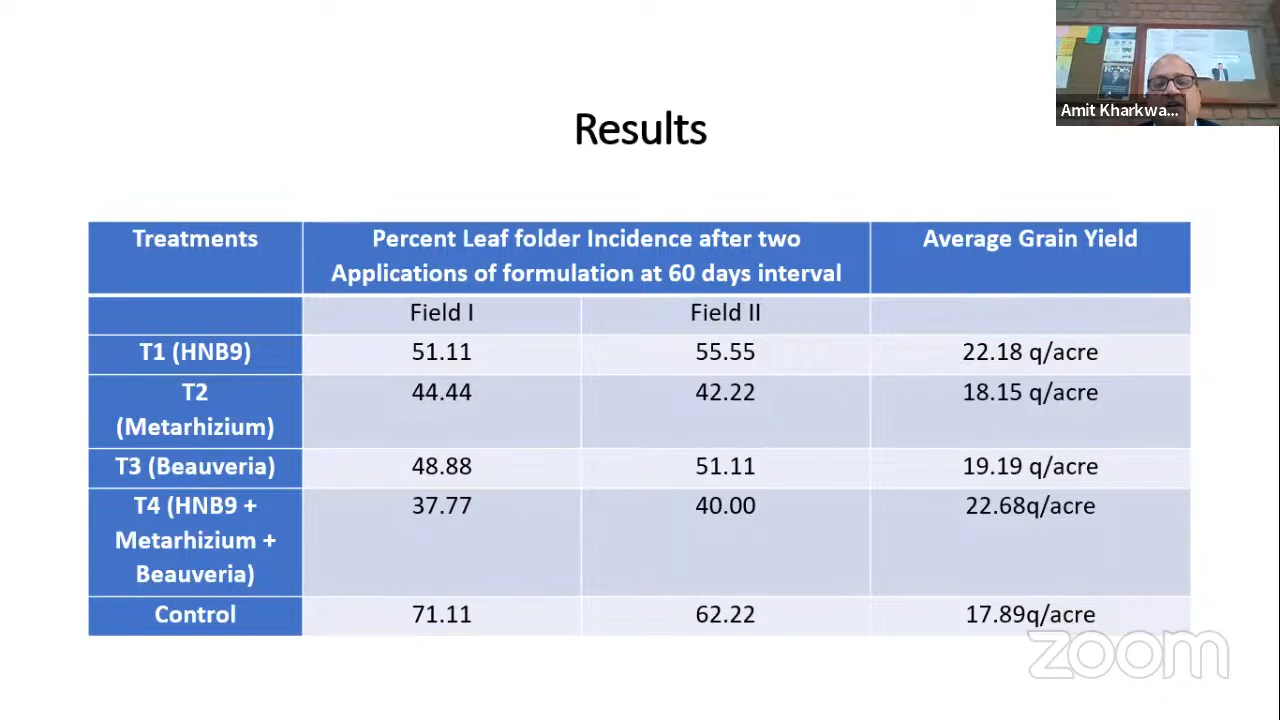 Forbes
Amit Kharkwa...
Results
Treatments
Percent Leaf folder Incidence after two
Applications of formulation at 60 days interval
Average Grain Yield
Field I
Field II
T1 (HNB9)
51.11
55.55
22.18 q/acre
T2
(Metarhizium)
44.44
42.22
18.15 q/acre
T3 (Beauveria)
48.88
51.11
19.19 q/acre
T4 (HNB9 +
Metarhizium +
Beauveria)
37.77
40.00
22.68q/acre
Control
71.11
62.22
17.89q/acre
zoom